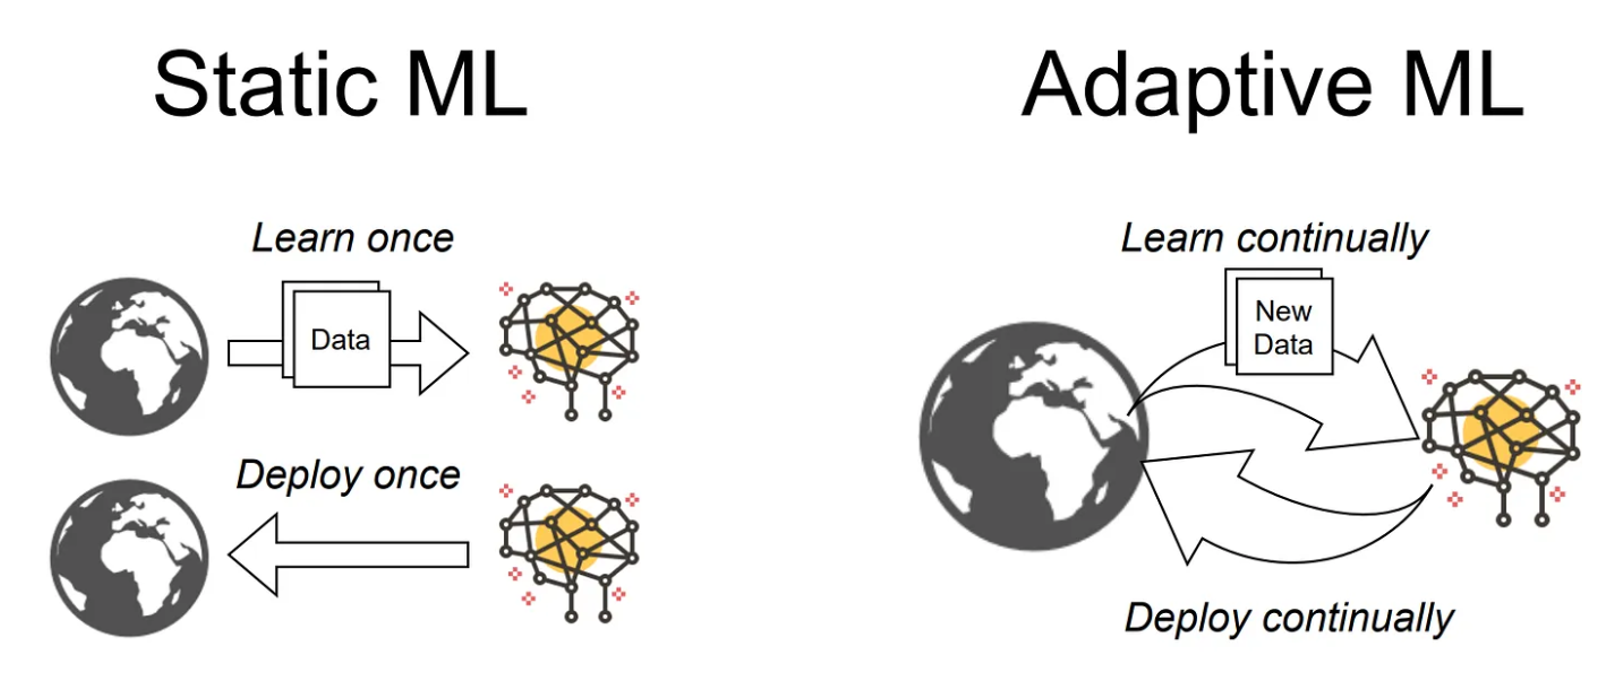 Static ML
Learn once
Data
Deploy once
Adaptive ML
Learn continually
New
Data
Deploy continually